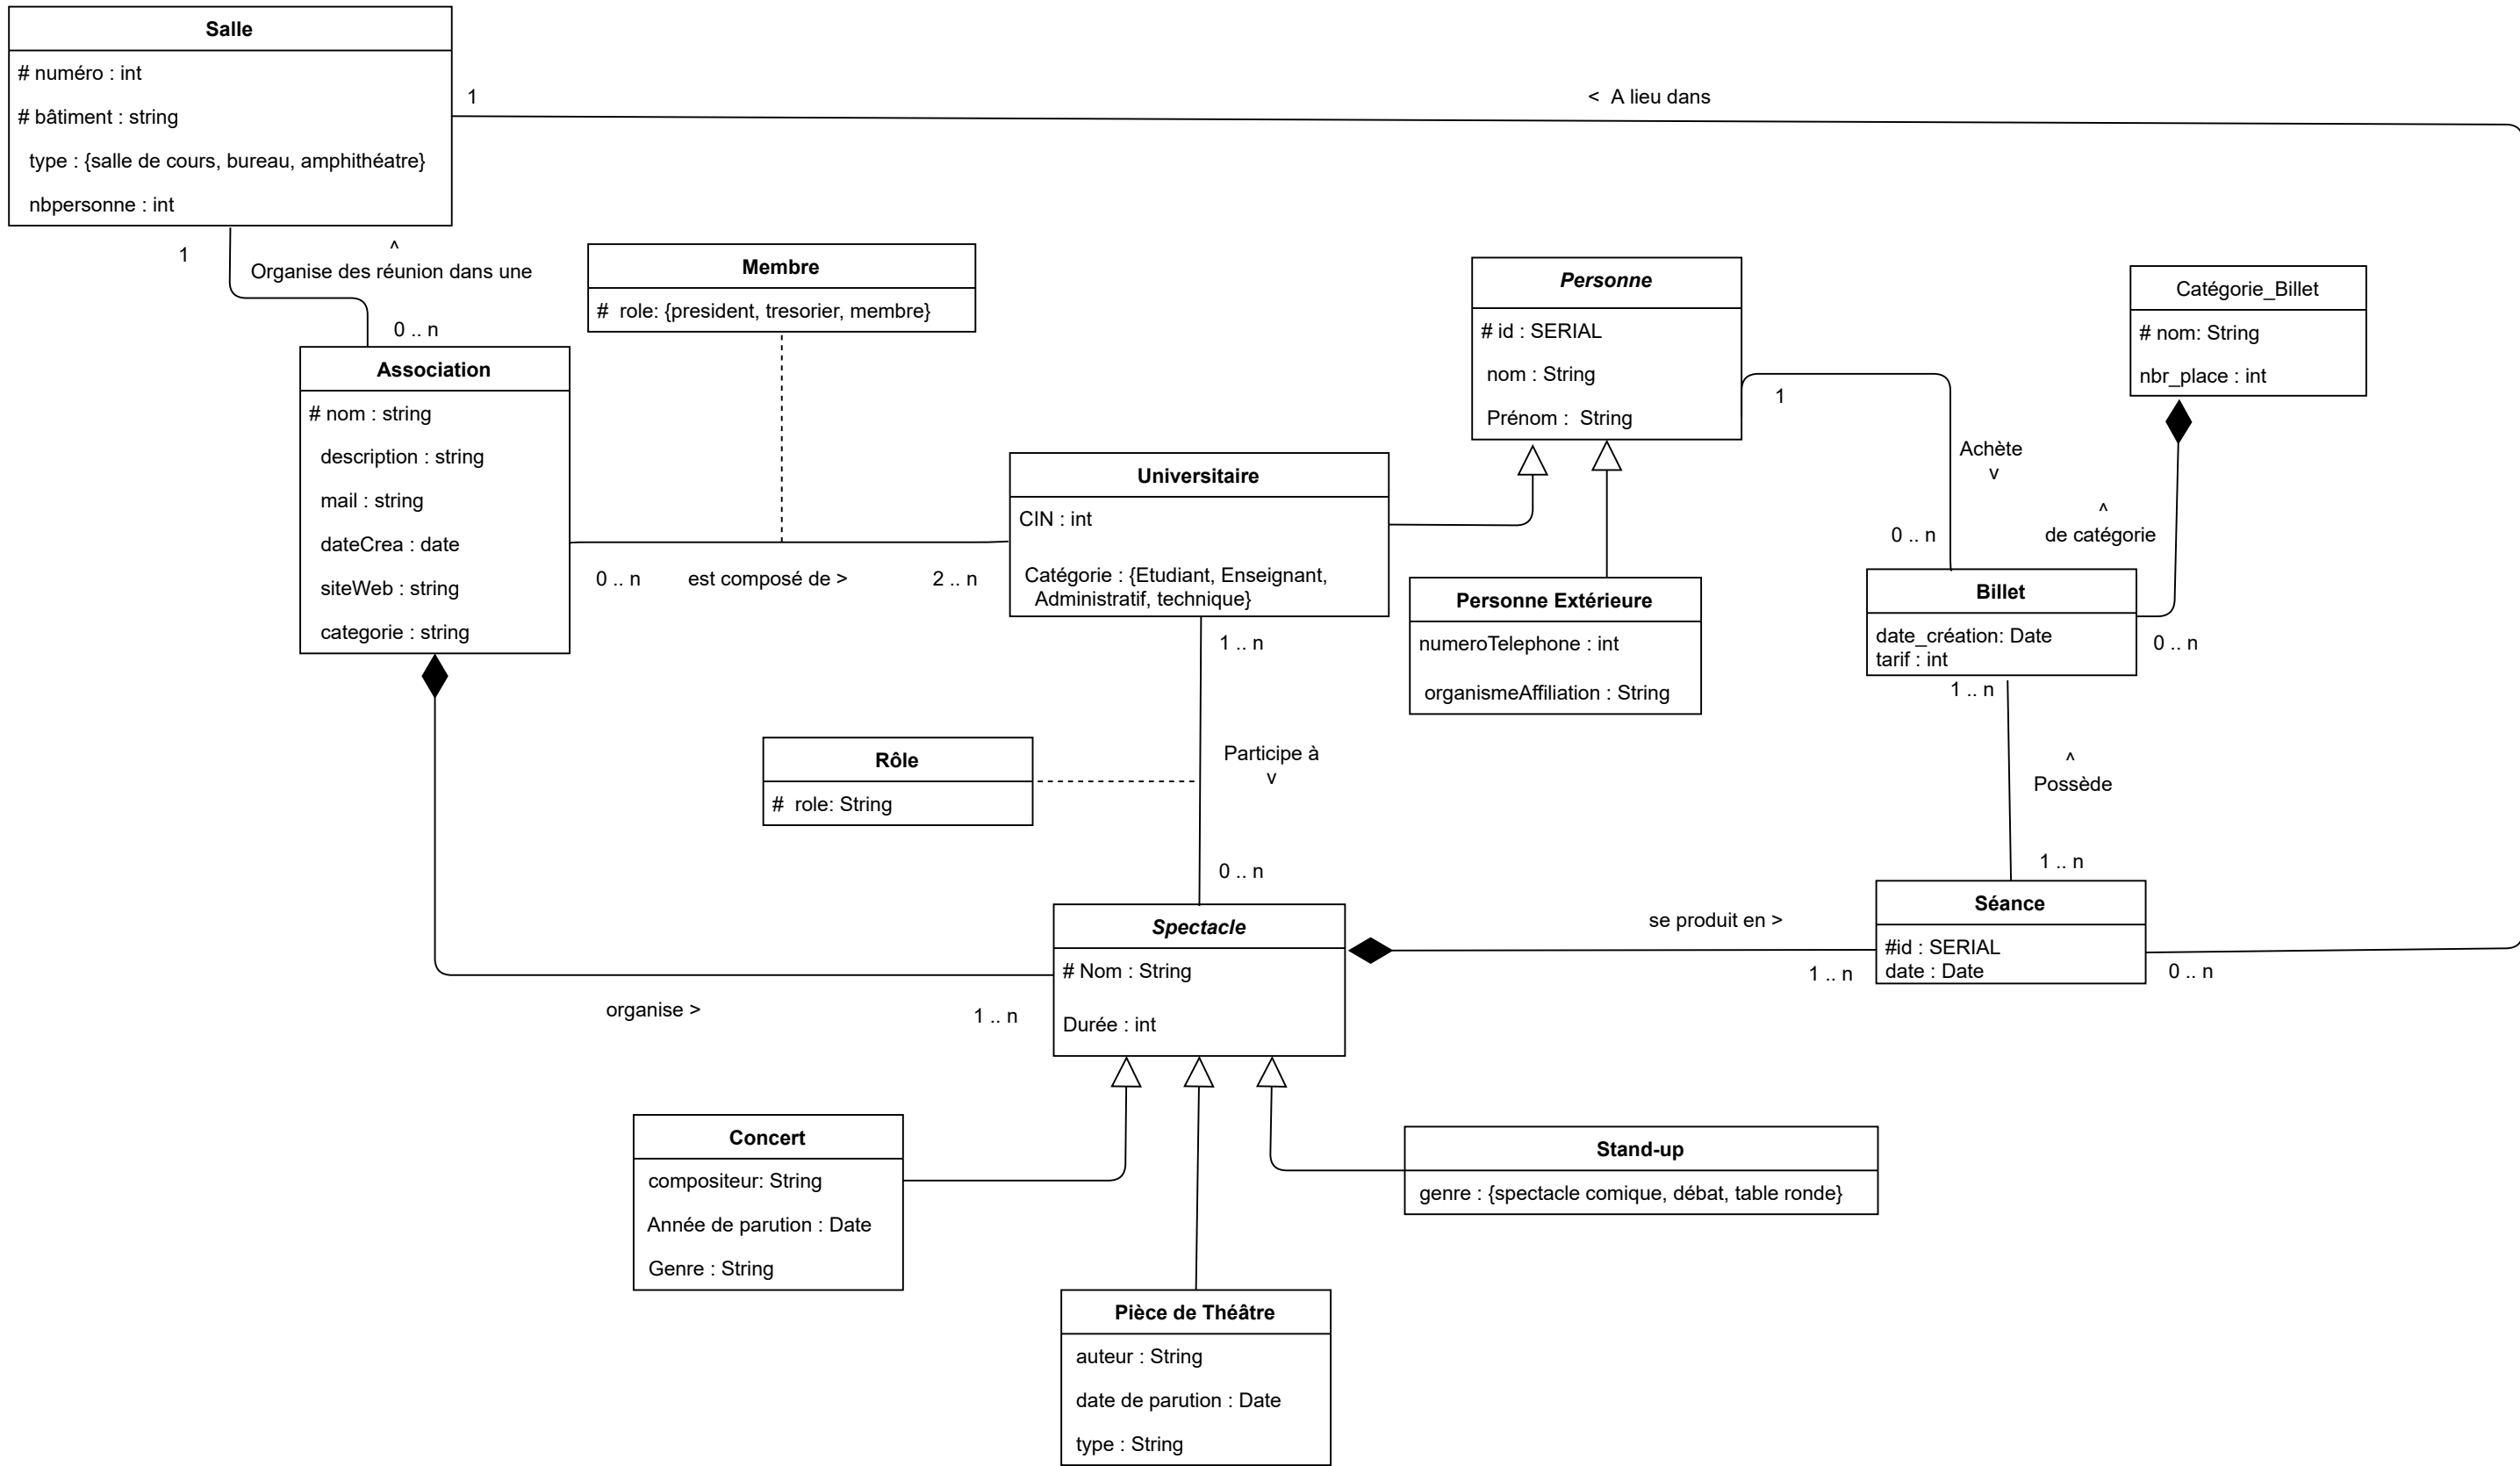 Salle
# numéro : int
# bâtiment : string
type : {salle de cours, bureau, amphithéatre}
nbpersonne : int
1
< A lieu dans
1
^
Organise des réunion dans une
0 .. n
Membre
# role: {president, tresorier, membre}
Personne
# id : SERIAL
nom : String
Prénom : String
Catégorie_Billet
# nom: String
nbr_place : int
1
Achète
v
0 .. n
^
de catégorie
0 .. n
Association
# nom : string
description : string
mail : string
dateCrea : date
siteWeb : string
categorie : string
0 .. n
est composé de >
2 .. n
Universitaire
CIN : int
Catégorie : {Etudiant, Enseignant,
Administratif, technique}
Personne Extérieure
numeroTelephone : int
organismeAffiliation : String
Billet
date_création: Date
tarif : int
1 .. n
^
Possède
1 .. n
1 .. n
Participe à
v
0 .. n
Rôle
# role: String
Spectacle
# Nom : String
Durée : int
se produit en >
1 .. n
Séance
#id : SERIAL
date : Date
0 .. n
organise >
1 .. n
Concert
compositeur: String
Année de parution : Date
Genre : String
Stand-up
genre : {spectacle comique, débat, table ronde}
Pièce de Théâtre
auteur : String
date de parution : Date
type : String